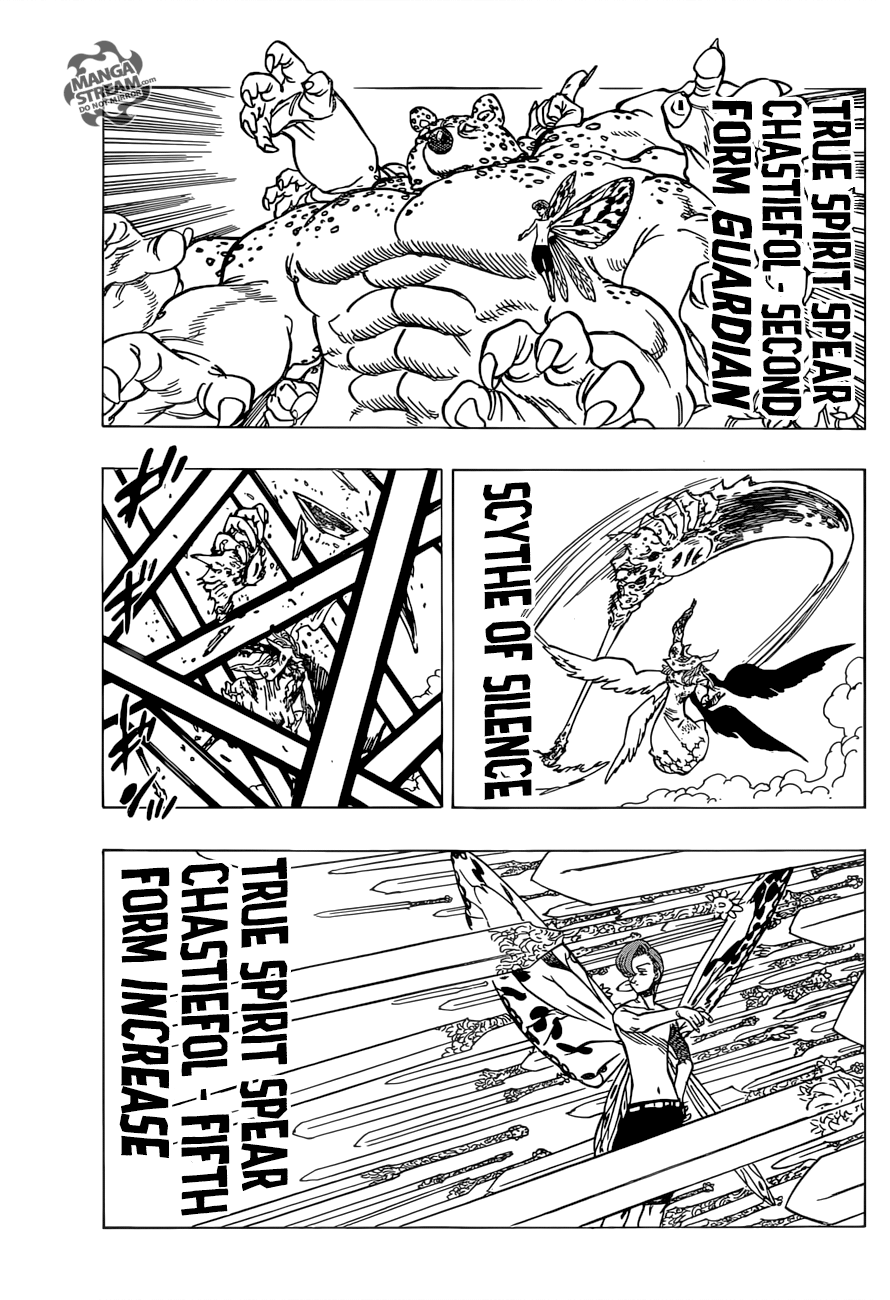 MANGA
STREAM.com
DO NOT MIRROR
TRUE SPIRIT SPEAR
CHASTIEFOL - SECOND
FORM GUARDIAN
SCYTHE OF SILENCE
TRUE SPIRIT SPEAR
CHASTIEFOL - FIFTH
FORM INCREASE